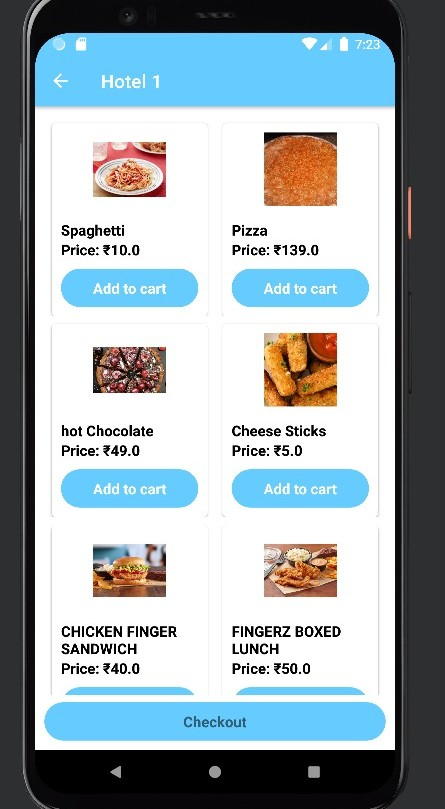 7:23
Hotel 1
Spaghetti
Price: ₹10.0
Add to cart
Pizza
Price: ₹139.0
Add to cart
hot Chocolate
Price: ₹49.0
Add to cart
Cheese Sticks
Price: ₹5.0
Add to cart
CHICKEN FINGER
SANDWICH
Price: ₹40.0
FINGERZ BOXED
LUNCH
Price: ₹50.0
Checkout